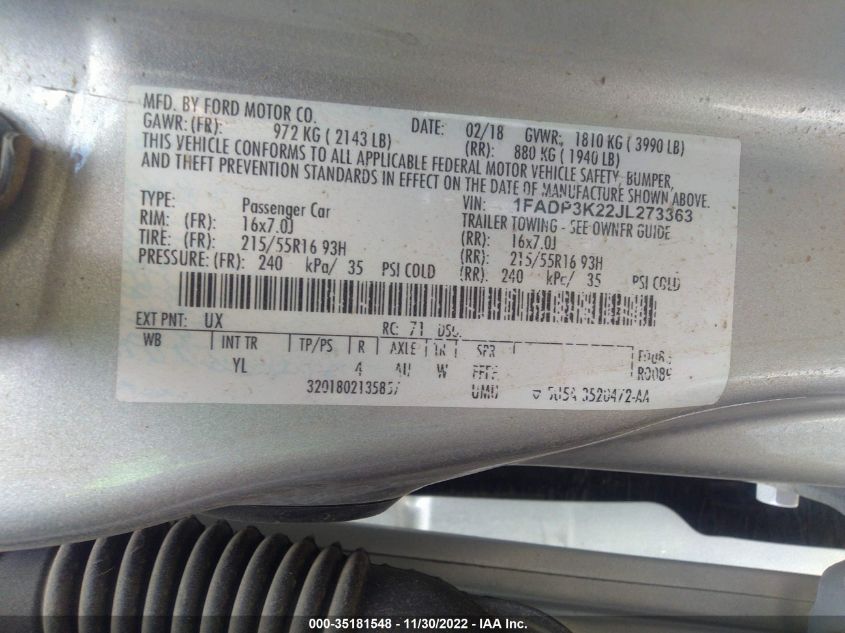 MFD. BY FORD MOTOR CO.
DATE: 02/18 GVWR: 1810 KG ( 3990 LB)
GAWR: (FR): 972 KG ( 2143 LB) (RR): 880 KG ( 1940 LB)
THIS VEHICLE CONFORMS TO ALL APPLICABLE FEDERAL MOTOR VEHICLE SAFETY, BUMPER,
AND THEFT PREVENTION STANDARDS IN EFFECT ON THE DATE OF MANUFACTURE SHOWN ABOVE.
VIN: 1FADP3K22JL273363
TYPE: Passenger Car TRAILER TOWING - SEE OWNER GUIDE
RIM: (FR): 16x7.0J (RR): 16x7.0J
TIRE: (FR): 215/55R16 93H (RR): 215/55R16 93H
PRESSURE: (FR): 240 kPa/ 35 PSI COLD (RR): 240 kPa/ 35 PSI COLD
EXT PNT: UX RC: 71 DSO:
WB INT TR TP/PS R AXLE TR SPR
YL 4 W
-3520472-AA
000-35181548 - 11/30/2022 - IAA Inc.